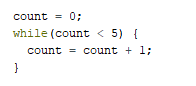 count = 0;
while(count < 5) {
  count = count + 1;
}